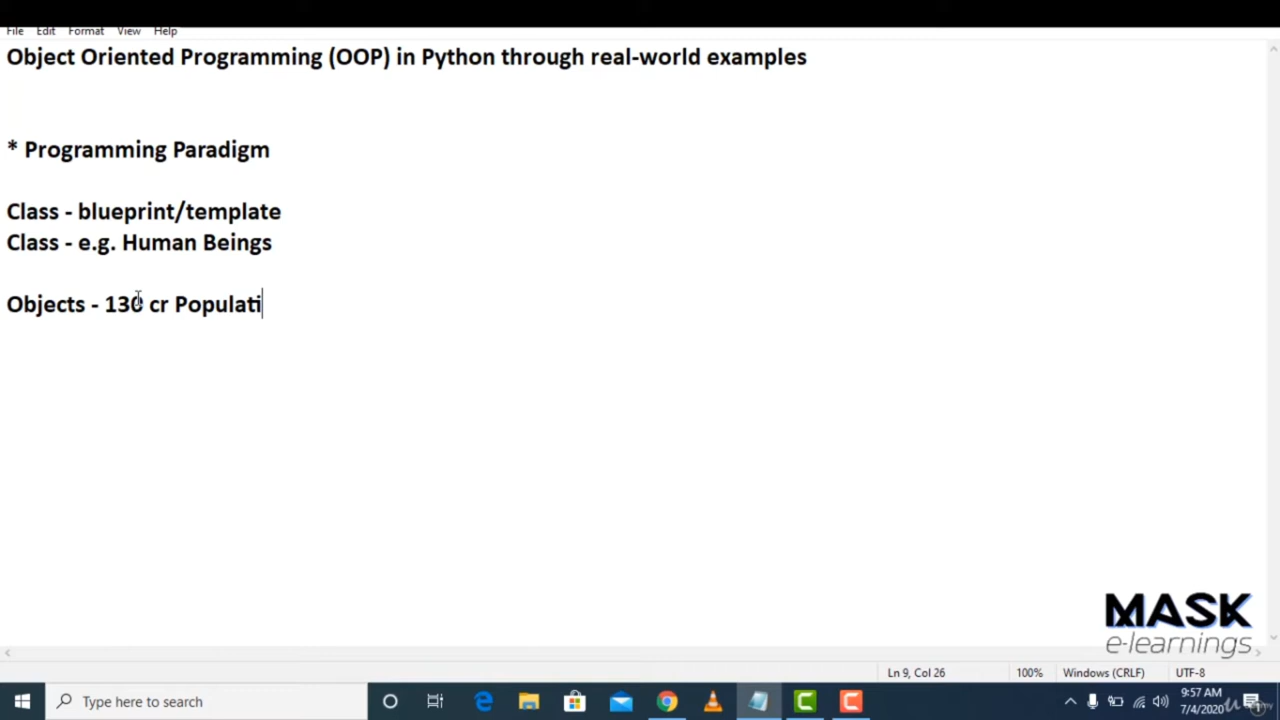 File Edit Format View Help
Object Oriented Programming (OOP) in Python through real-world examples
* Programming Paradigm
Class - blueprint/template
Class - e.g. Human Beings
Objects - 130 cr Populati
MASK
e-learnings
Ln 9, Col 26 100% Windows (CRLF) UTF-8
Type here to search
9:57 AM
7/4/2020